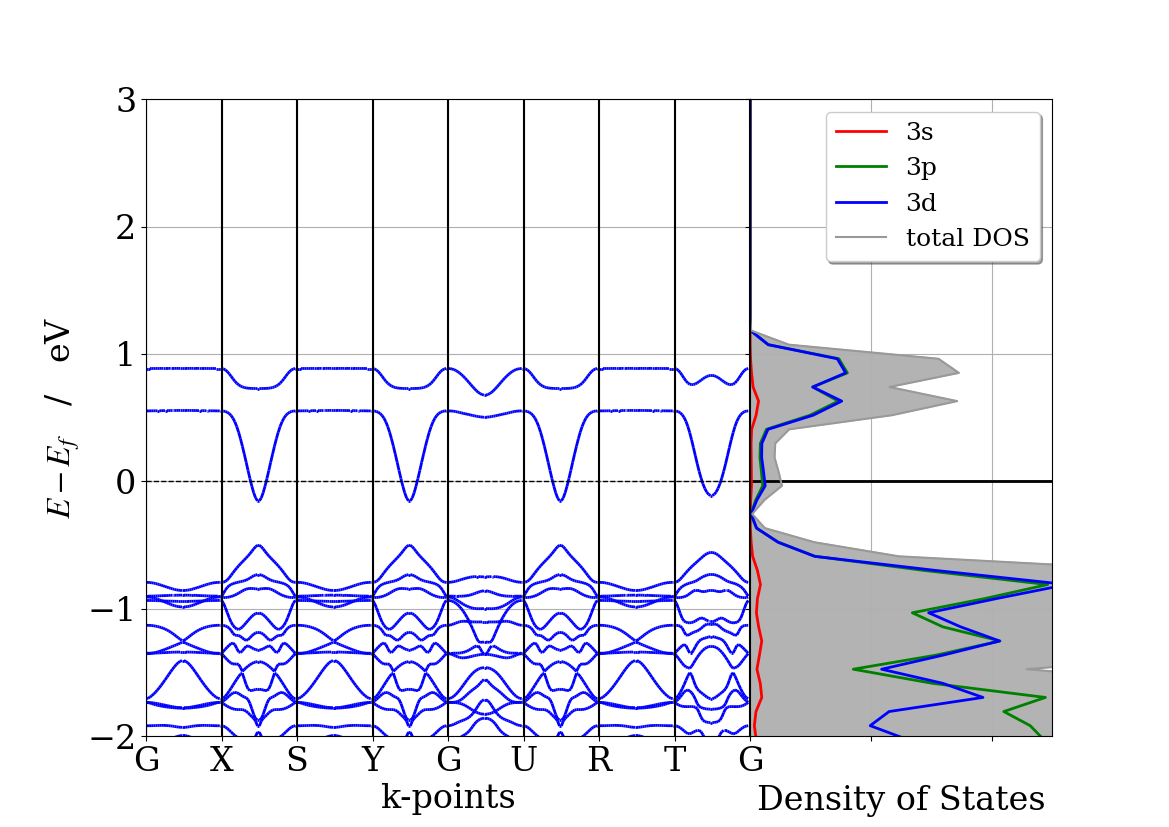 3
2
1
0
−1
−2
E − E_f / eV
G X S Y G U R T G
k-points
Density of States
3s
3p
3d
total DOS